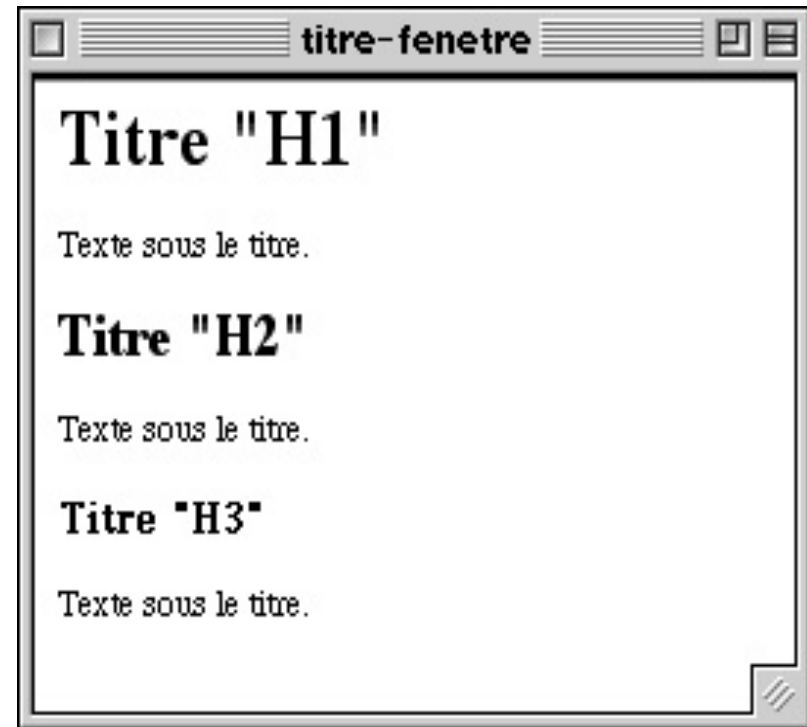 titre-fenetre
Titre "H1"
Texte sous le titre.
Titre "H2"
Texte sous le titre.
Titre "H3"
Texte sous le titre.